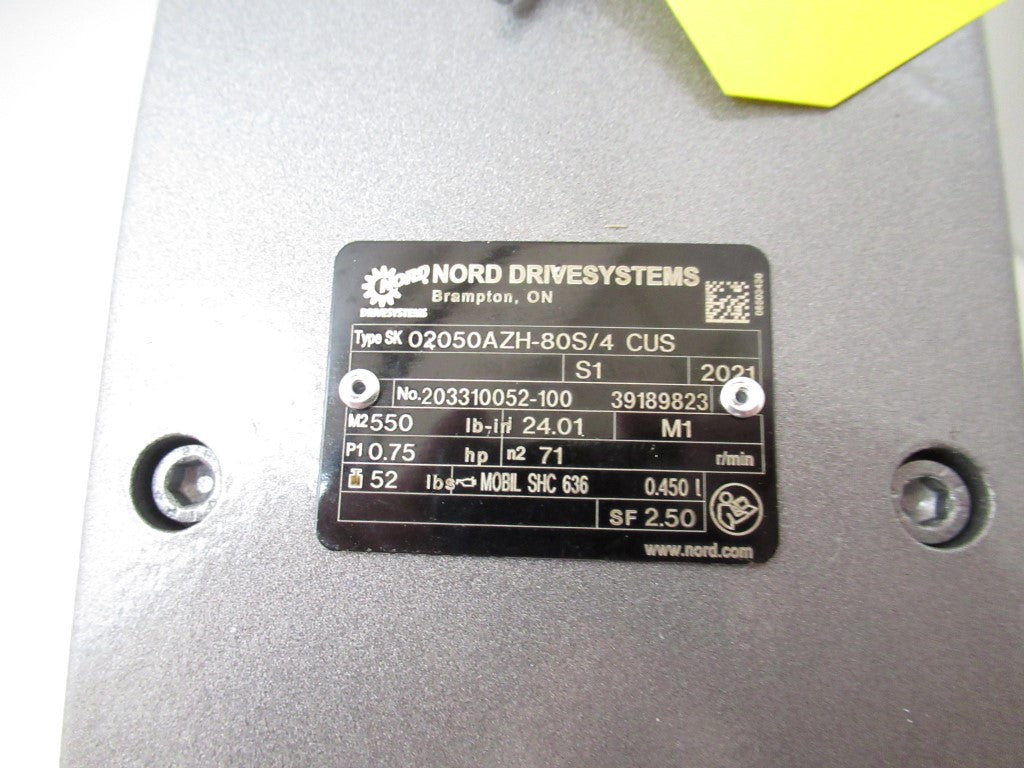 NORD DRIVESYSTEMS
NORD DRIVESYSTEMS
Brampton, ON
06503430
Type SK 02050AZH-80S/4 CUS
S1 2021
No. 203310052-100 39189823
M2 550 lb-in i 24.01 M1
P1 0.75 hp n2 71 r/min
52 lbs MOBIL SHC 636 0.450 l
SF 2.50
www.nord.com